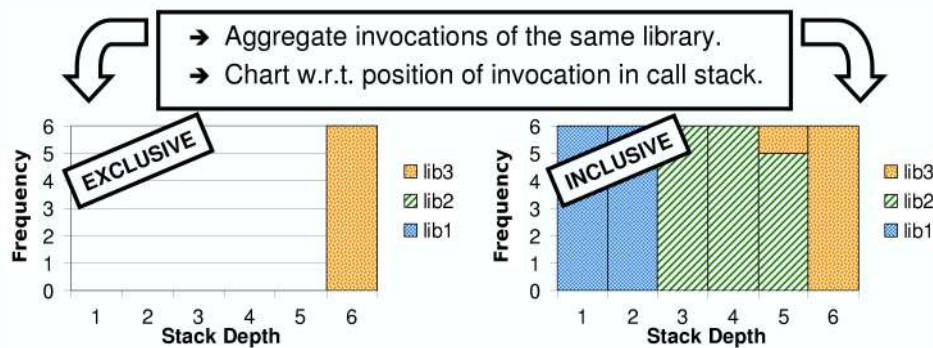 ➔ Aggregate invocations of the same library.
➔ Chart w.r.t. position of invocation in call stack.
EXCLUSIVE
Frequency
6
5
4
3
2
1
0
1 2 3 4 5 6
Stack Depth
lib3
lib2
lib1
INCLUSIVE
Frequency
6
5
4
3
2
1
0
1 2 3 4 5 6
Stack Depth
lib3
lib2
lib1